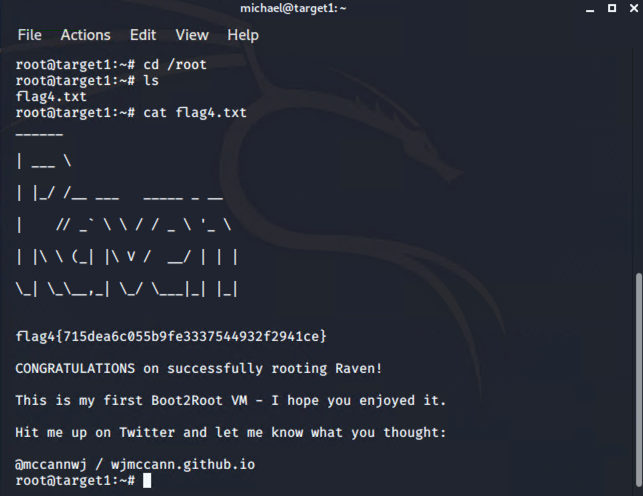 michael@target1: ~
File Actions Edit View Help
root@target1:~# cd /root
root@target1:~# ls
flag4.txt
root@target1:~# cat flag4.txt
______
| ___ \
| |_/ /__ ___   _____ _ __
|    // _` \ \ / / _ \ '_ \
| |\ \ (_| |\ V /  __/ | | |
\_| \_\__,_| \_/ \___|_| |_|
flag4{715dea6c055b9fe3337544932f2941ce}
CONGRATULATIONS on successfully rooting Raven!
This is my first Boot2Root VM - I hope you enjoyed it.
Hit me up on Twitter and let me know what you thought:
@mccannwj / wjmccann.github.io
root@target1:~#